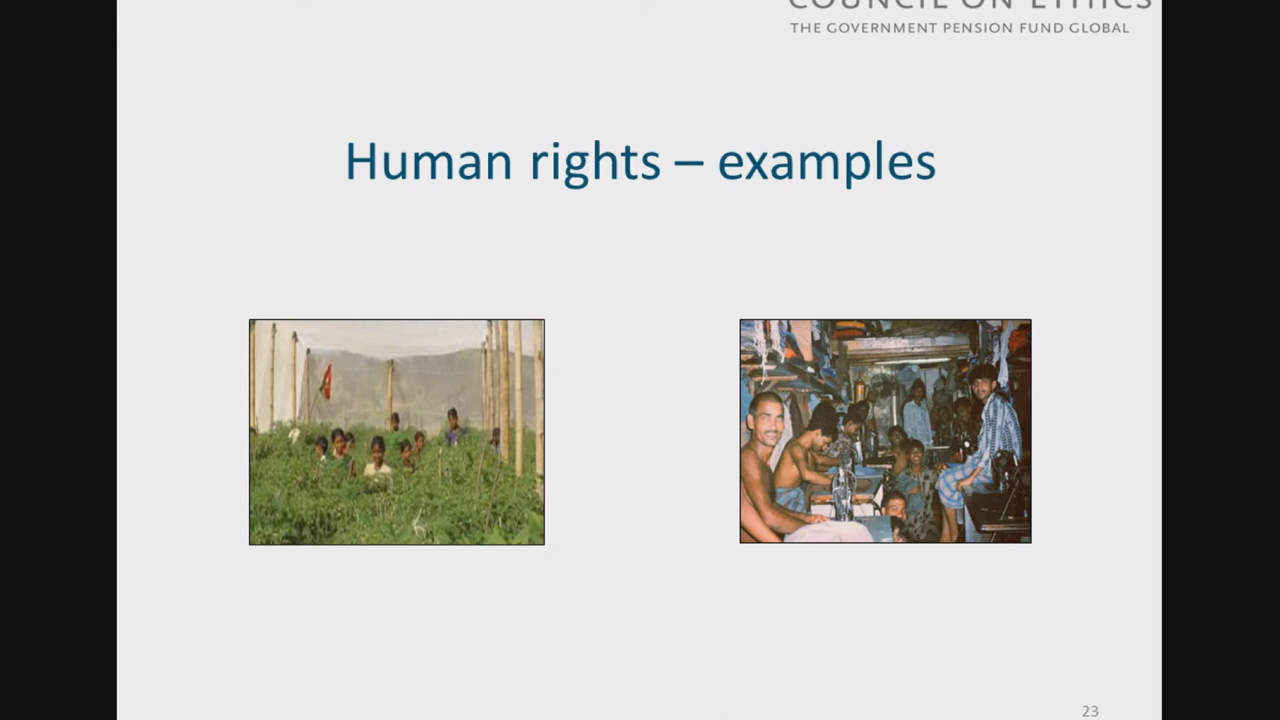 COUNCIL ON ETHICS
THE GOVERNMENT PENSION FUND GLOBAL
Human rights – examples
23